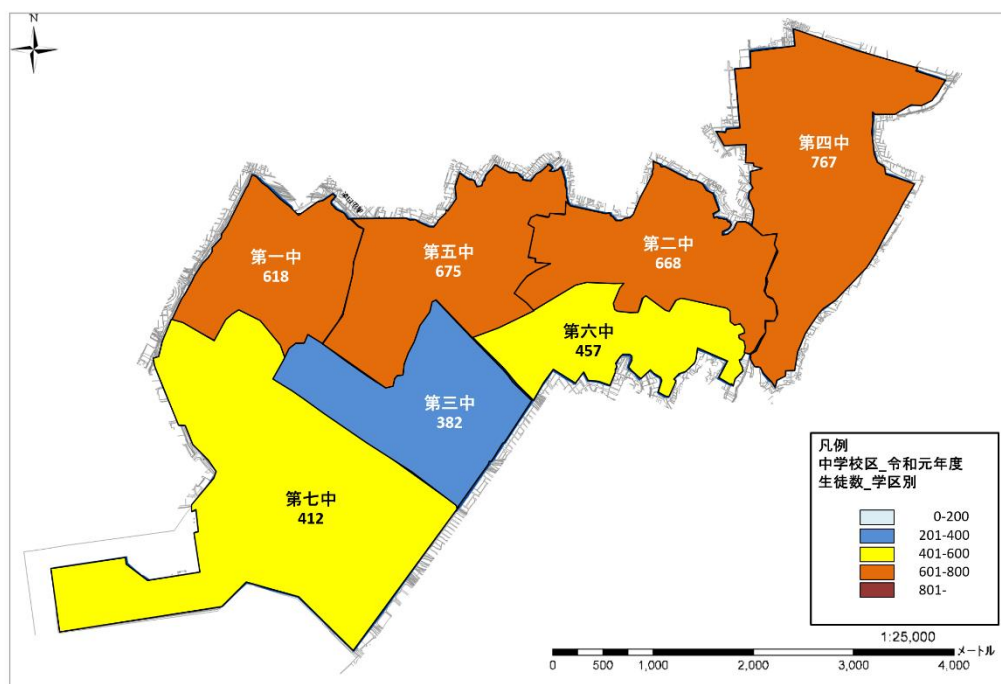 N
第四中
767
第二中
668
第五中
675
第一中
618
第六中
457
第三中
382
第七中
412
凡例
中学校区_令和元年度
生徒数_学区別
0-200
201-400
401-600
601-800
801-
1:25,000
メートル
0 500 1,000 2,000 3,000 4,000